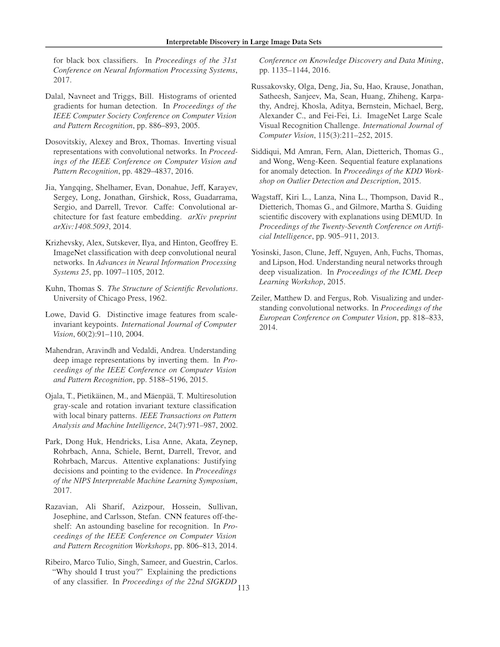 Interpretable Discovery in Large Image Data Sets
for black box classifiers. In Proceedings of the 31st
Conference on Neural Information Processing Systems,
2017.
Dalal, Navneet and Triggs, Bill. Histograms of oriented
gradients for human detection. In Proceedings of the
IEEE Computer Society Conference on Computer Vision
and Pattern Recognition, pp. 886–893, 2005.
Dosovitskiy, Alexey and Brox, Thomas. Inverting visual
representations with convolutional networks. In Proceed-
ings of the IEEE Conference on Computer Vision and
Pattern Recognition, pp. 4829–4837, 2016.
Jia, Yangqing, Shelhamer, Evan, Donahue, Jeff, Karayev,
Sergey, Long, Jonathan, Girshick, Ross, Guadarrama,
Sergio, and Darrell, Trevor. Caffe: Convolutional ar-
chitecture for fast feature embedding. arXiv preprint
arXiv:1408.5093, 2014.
Krizhevsky, Alex, Sutskever, Ilya, and Hinton, Geoffrey E.
ImageNet classification with deep convolutional neural
networks. In Advances in Neural Information Processing
Systems 25, pp. 1097–1105, 2012.
Kuhn, Thomas S. The Structure of Scientific Revolutions.
University of Chicago Press, 1962.
Lowe, David G. Distinctive image features from scale-
invariant keypoints. International Journal of Computer
Vision, 60(2):91–110, 2004.
Mahendran, Aravindh and Vedaldi, Andrea. Understanding
deep image representations by inverting them. In Pro-
ceedings of the IEEE Conference on Computer Vision
and Pattern Recognition, pp. 5188–5196, 2015.
Ojala, T., Pietikäinen, M., and Mäenpää, T. Multiresolution
gray-scale and rotation invariant texture classification
with local binary patterns. IEEE Transactions on Pattern
Analysis and Machine Intelligence, 24(7):971–987, 2002.
Park, Dong Huk, Hendricks, Lisa Anne, Akata, Zeynep,
Rohrbach, Anna, Schiele, Bernt, Darrell, Trevor, and
Rohrbach, Marcus. Attentive explanations: Justifying
decisions and pointing to the evidence. In Proceedings
of the NIPS Interpretable Machine Learning Symposium,
2017.
Razavian, Ali Sharif, Azizpour, Hossein, Sullivan,
Josephine, and Carlsson, Stefan. CNN features off-the-
shelf: An astounding baseline for recognition. In Pro-
ceedings of the IEEE Conference on Computer Vision
and Pattern Recognition Workshops, pp. 806–813, 2014.
Ribeiro, Marco Tulio, Singh, Sameer, and Guestrin, Carlos.
“Why should I trust you?” Explaining the predictions
of any classifier. In Proceedings of the 22nd SIGKDD
Conference on Knowledge Discovery and Data Mining,
pp. 1135–1144, 2016.
Russakovsky, Olga, Deng, Jia, Su, Hao, Krause, Jonathan,
Satheesh, Sanjeev, Ma, Sean, Huang, Zhiheng, Karpa-
thy, Andrej, Khosla, Aditya, Bernstein, Michael, Berg,
Alexander C., and Fei-Fei, Li. ImageNet Large Scale
Visual Recognition Challenge. International Journal of
Computer Vision, 115(3):211–252, 2015.
Siddiqui, Md Amran, Fern, Alan, Dietterich, Thomas G.,
and Wong, Weng-Keen. Sequential feature explanations
for anomaly detection. In Proceedings of the KDD Work-
shop on Outlier Detection and Description, 2015.
Wagstaff, Kiri L., Lanza, Nina L., Thompson, David R.,
Dietterich, Thomas G., and Gilmore, Martha S. Guiding
scientific discovery with explanations using DEMUD. In
Proceedings of the Twenty-Seventh Conference on Artifi-
cial Intelligence, pp. 905–911, 2013.
Yosinski, Jason, Clune, Jeff, Nguyen, Anh, Fuchs, Thomas,
and Lipson, Hod. Understanding neural networks through
deep visualization. In Proceedings of the ICML Deep
Learning Workshop, 2015.
Zeiler, Matthew D. and Fergus, Rob. Visualizing and under-
standing convolutional networks. In Proceedings of the
European Conference on Computer Vision, pp. 818–833,
2014.
113